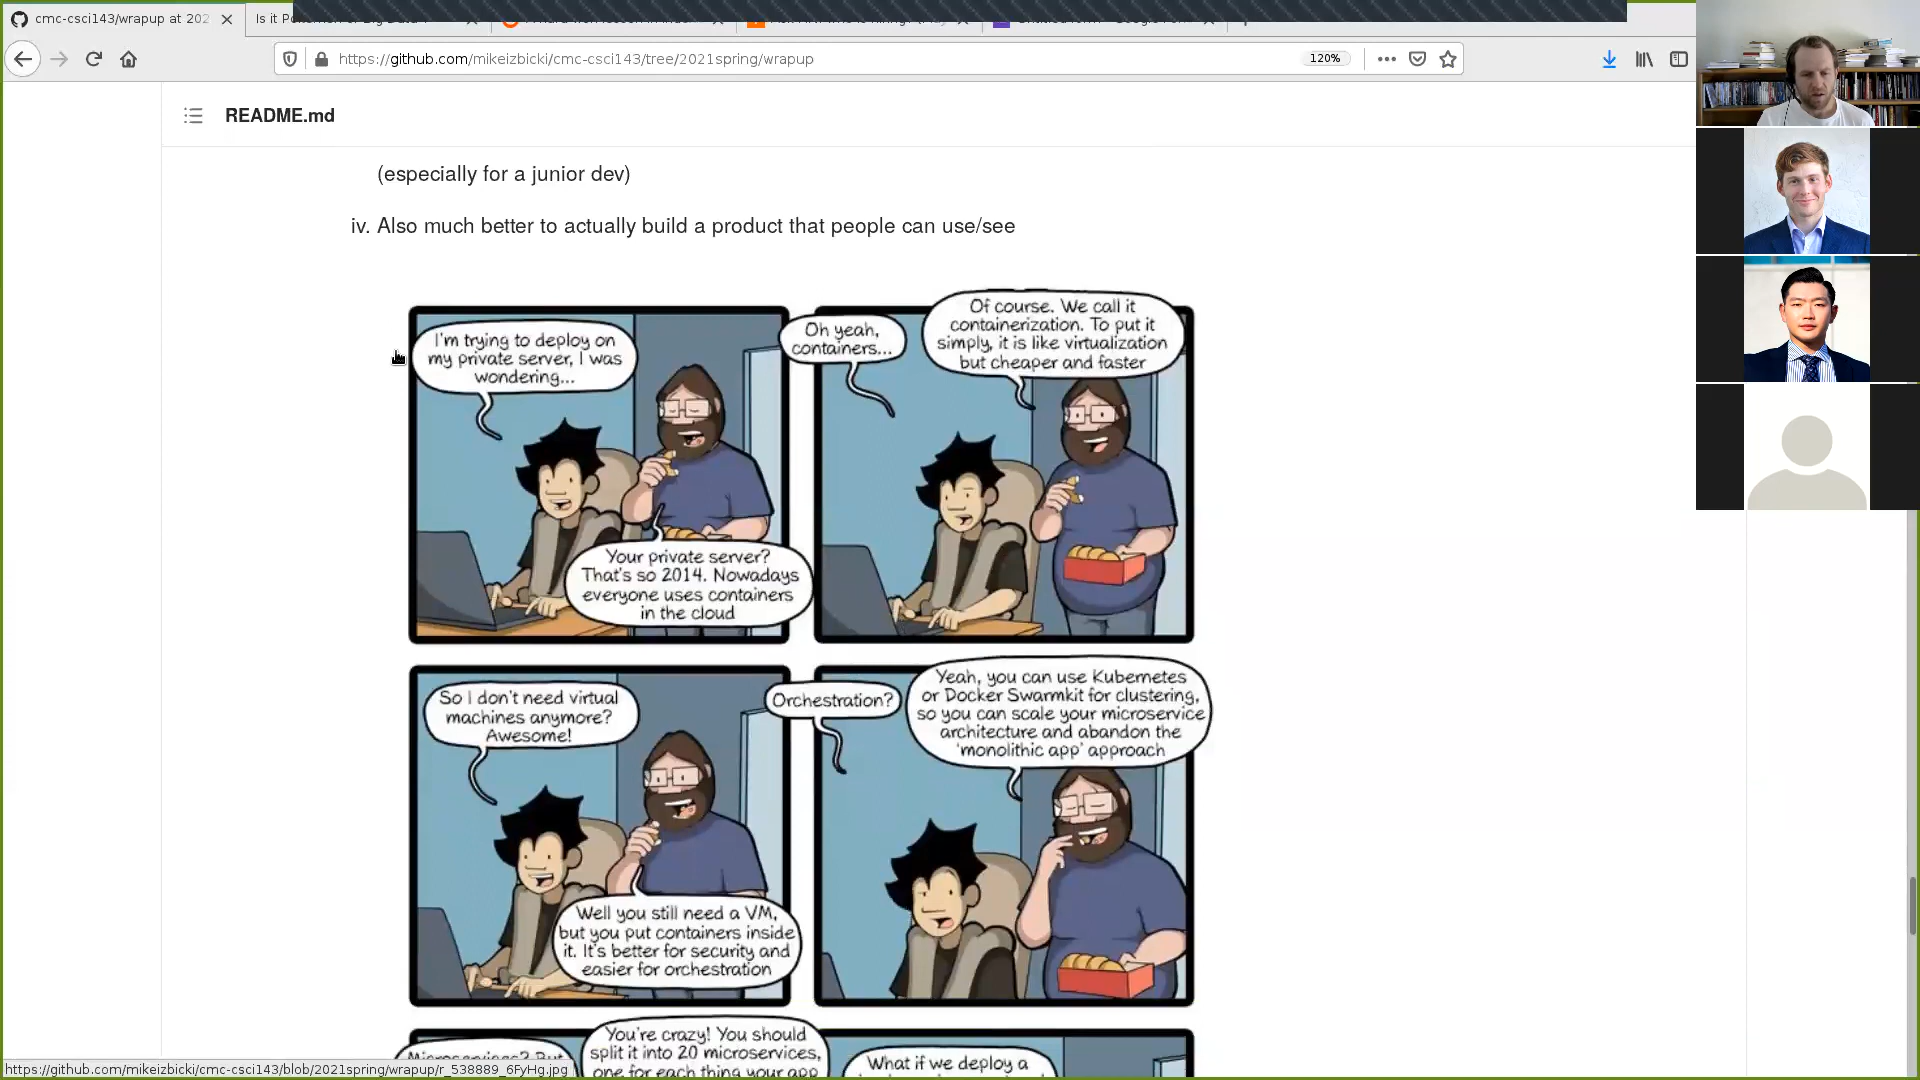 cmc-csci143/wrapup at 202
Is it
https://github.com/mikeizbicki/cmc-csci143/tree/2021spring/wrapup
120%
README.md
(especially for a junior dev)
iv. Also much better to actually build a product that people can use/see
I'm trying to deploy on
my private server, I was
wondering...
Your private server?
That's so 2014. Nowadays
everyone uses containers
in the cloud
Oh yeah,
containers...
Of course. We call it
containerization. To put it
simply, it is like virtualization
but cheaper and faster
So I don't need virtual
machines anymore?
Awesome!
Well you still need a VM,
but you put containers inside
it. It's better for security and
easier for orchestration
Orchestration?
Yeah, you can use Kubernetes
or Docker Swarmkit for clustering,
so you can scale your microservice
architecture and abandon the
'monolithic app' approach
Microservices? But
You're crazy! You should
split it into 20 microservices,
one for each thing your app
What if we deploy a
https://github.com/mikeizbicki/cmc-csci143/blob/2021spring/wrapup/r_538889_6FyHg.jpg